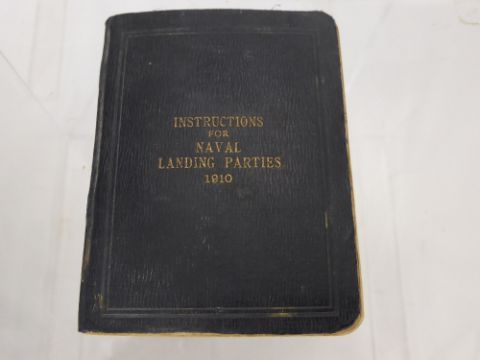 INSTRUCTIONS
FOR
NAVAL
LANDING PARTIES
1910